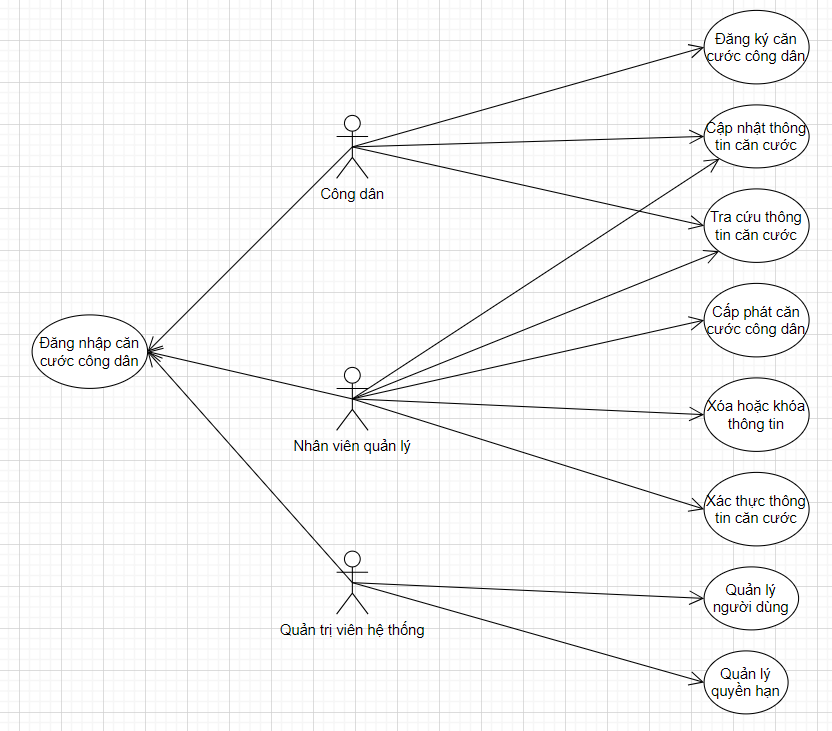 Đăng ký căn
cước công dân
Cập nhật thông
tin căn cước
Công dân
Tra cứu thông
tin căn cước
Cấp phát căn
cước công dân
Đăng nhập căn
cước công dân
Xóa hoặc khóa
thông tin
Nhân viên quản lý
Xác thực thông
tin căn cước
Quản lý
người dùng
Quản trị viên hệ thống
Quản lý
quyền hạn